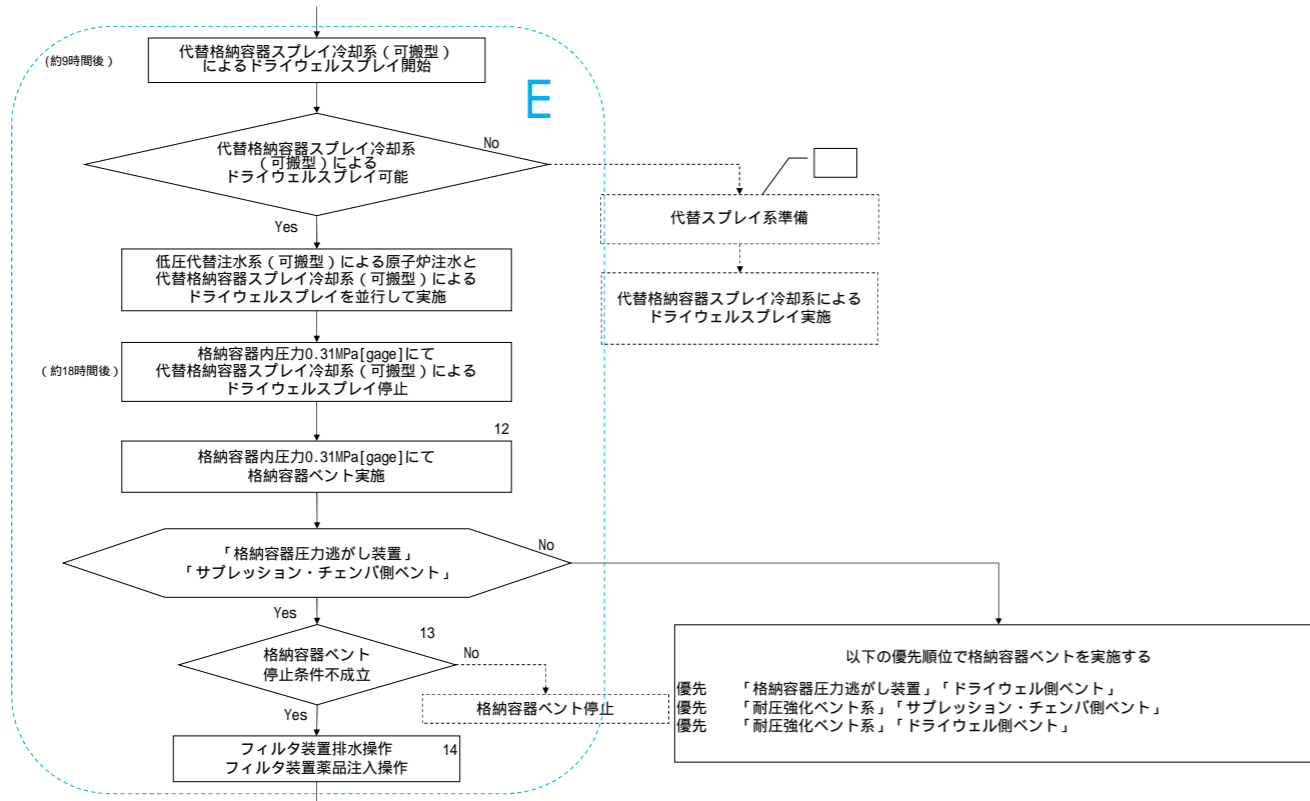 (約9時間後)
代替格納容器スプレイ冷却系(可搬型)
によるドライウェルスプレイ開始
E
代替格納容器スプレイ冷却系
(可搬型)による
ドライウェルスプレイ可能
No
Yes
代替スプレイ系準備
代替格納容器スプレイ冷却系による
ドライウェルスプレイ実施
低圧代替注水系(可搬型)による原子炉注水と
代替格納容器スプレイ冷却系(可搬型)による
ドライウェルスプレイを並行して実施
(約18時間後)
格納容器内圧力0.31MPa[gage]にて
代替格納容器スプレイ冷却系(可搬型)による
ドライウェルスプレイ停止
12
格納容器内圧力0.31MPa[gage]にて
格納容器ベント実施
「格納容器圧力逃がし装置」
「サプレッション・チェンバ側ベント」
No
Yes
13
格納容器ベント
停止条件不成立
No
Yes
格納容器ベント停止
以下の優先順位で格納容器ベントを実施する
優先 「格納容器圧力逃がし装置」「ドライウェル側ベント」
優先 「耐圧強化ベント系」「サプレッション・チェンバ側ベント」
優先 「耐圧強化ベント系」「ドライウェル側ベント」
フィルタ装置排水操作
フィルタ装置薬品注入操作
14